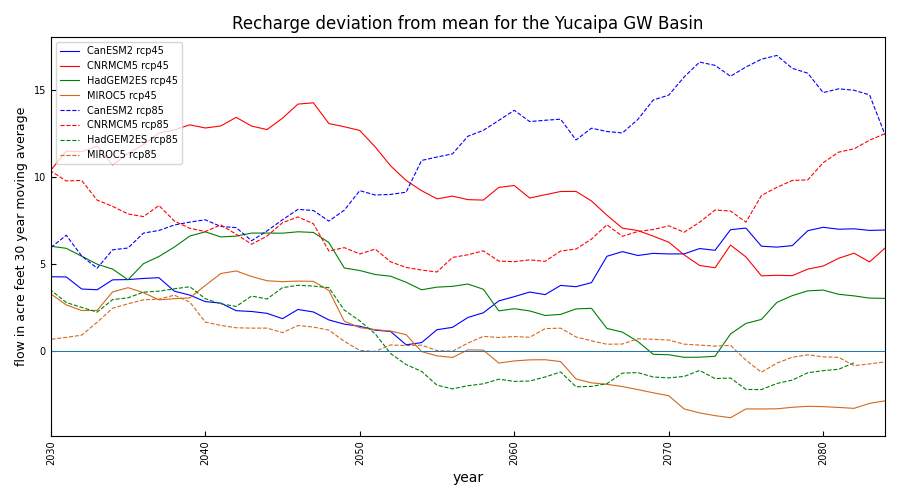 Recharge deviation from mean for the Yucaipa GW Basin
CanESM2 rcp45
CNRMCM5 rcp45
HadGEM2ES rcp45
MIROC5 rcp45
CanESM2 rcp85
CNRMCM5 rcp85
HadGEM2ES rcp85
MIROC5 rcp85
flow in acre feet 30 year moving average
15
10
5
0
2030
2040
2050
2060
2070
2080
year